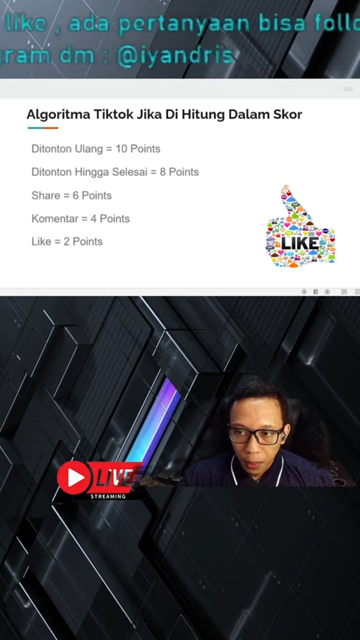 like , ada pertanyaan bisa follo
gram dm : @iyandris
Algoritma Tiktok Jika Di Hitung Dalam Skor
Ditonton Ulang = 10 Points
Ditonton Hingga Selesai = 8 Points
Share = 6 Points
Komentar = 4 Points
Like = 2 Points
LIKE
LIVE
STREAMING